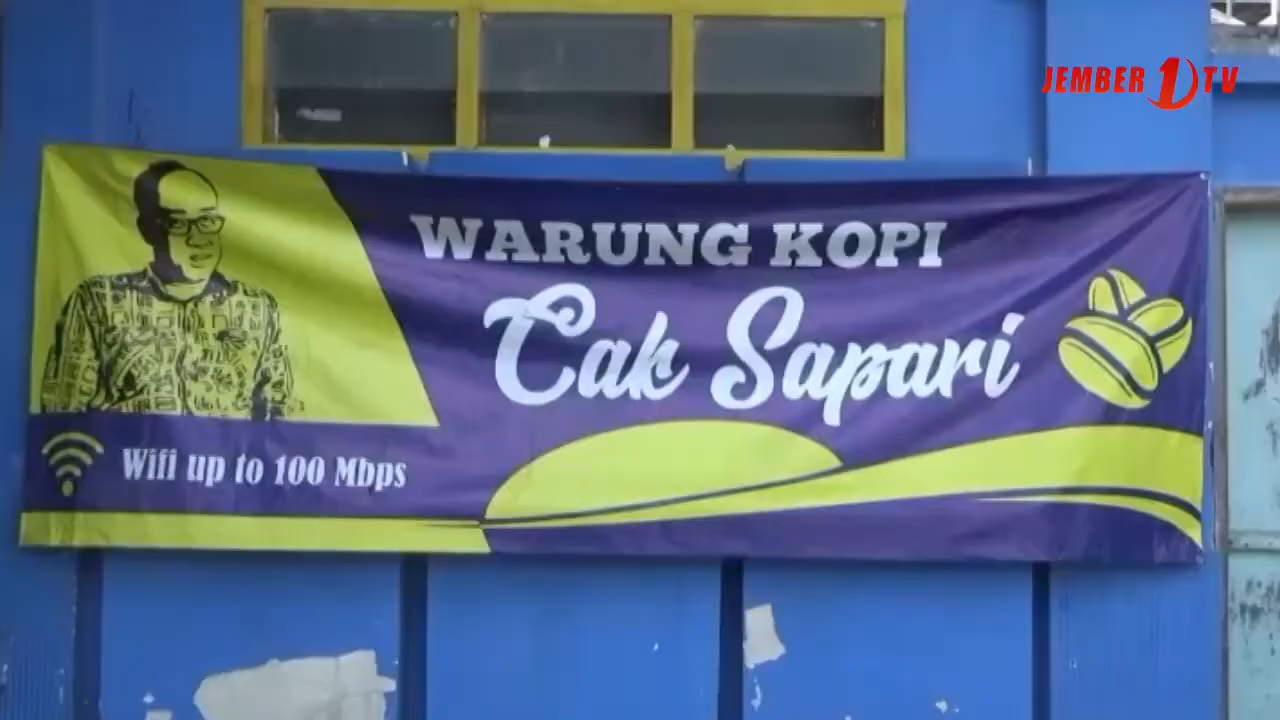 JEMBER 1 TV
WARUNG KOPI
Cak Sapari
Wifi up to 100 Mbps